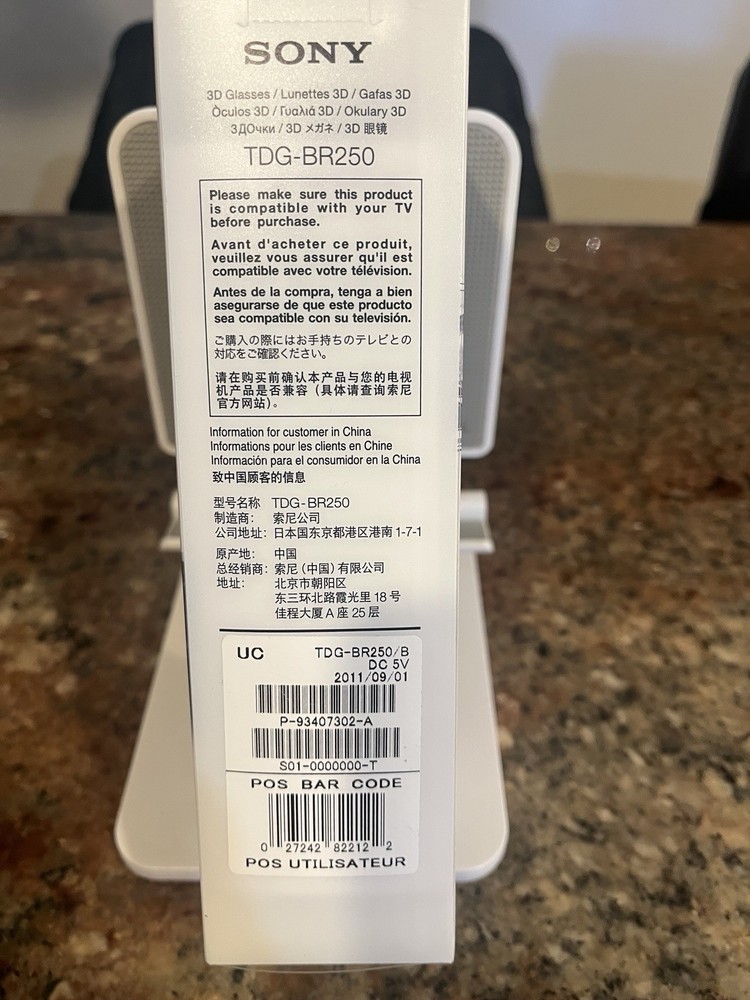 SONY
3D Glasses / Lunettes 3D / Gafas 3D
Òculos 3D / Γυαλιά 3D / Okulary 3D
3ДОчки / 3D メガネ / 3D 眼镜
TDG-BR250
Please make sure this product
is compatible with your TV
before purchase.
Avant d'acheter ce produit,
veuillez vous assurer qu'il est
compatible avec votre télévision.
Antes de la compra, tenga a bien
asegurarse de que este producto
sea compatible con su televisión.
ご購入の際にはお手持ちのテレビとの
対応をご確認ください。
请在购买前确认本产品与您的电视
机产品是否兼容（具体请查询索尼
官方网站）。
Information for customer in China
Informations pour les clients en Chine
Información para el consumidor en la China
致中国顾客的信息
型号名称 TDG-BR250
制造商： 索尼公司
公司地址： 日本国东京都港区港南 1-7-1
原产地： 中国
总经销商： 索尼（中国）有限公司
地址： 北京市朝阳区
东三环北路霞光里 18 号
佳程大厦 A 座 25 层
UC TDG-BR250/B
DC 5V
2011/09/01
P-93407302-A
S01-0000000-T
POS BAR CODE
0 27242 82212 2
POS UTILISATEUR